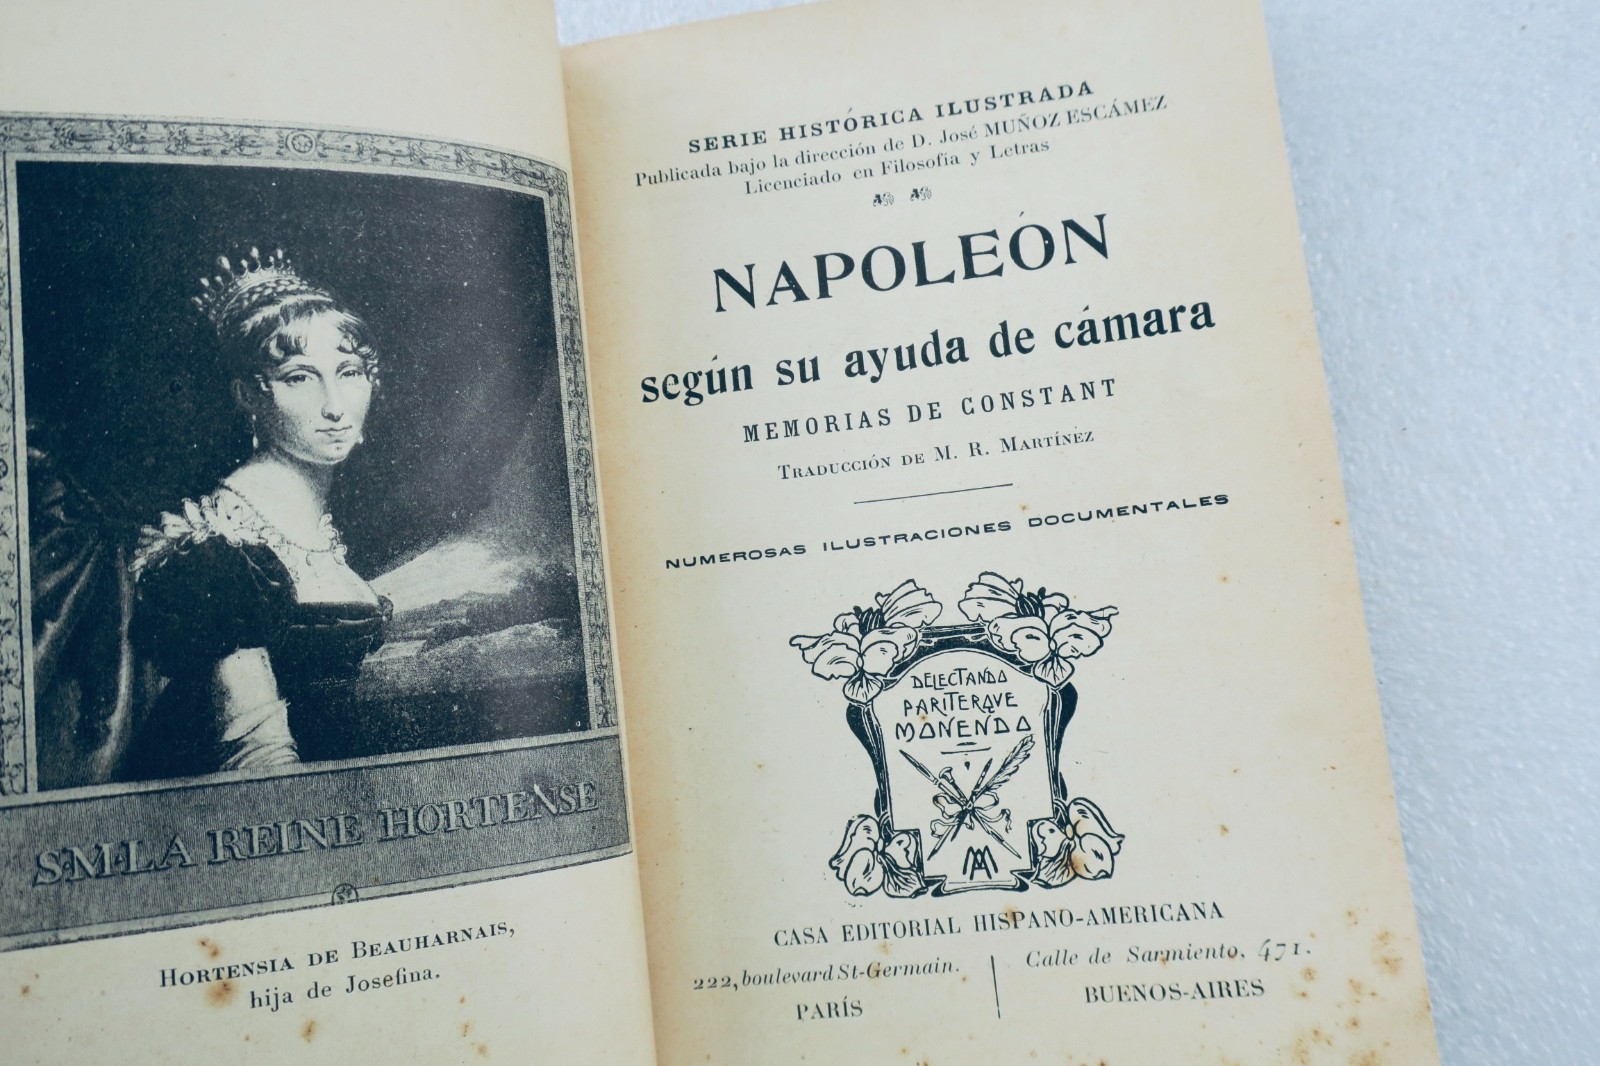 S·M·LA REINE HORTENSE
HORTENSIA DE BEAUHARNAIS,
hija de Josefina.
SERIE HISTÓRICA ILUSTRADA
Publicada bajo la dirección de D. José MUÑOZ ESCÁMEZ
Licenciado en Filosofía y Letras
NAPOLEÓN
según su ayuda de cámara
MEMORIAS DE CONSTANT
TRADUCCIÓN DE M. R. MARTÍNEZ
NUMEROSAS ILUSTRACIONES DOCUMENTALES
DELECTANDO
PARITERQVE
MONENDO
CASA EDITORIAL HISPANO-AMERICANA
222, boulevard St-Germain.
PARÍS
Calle de Sarmiento, 471.
BUENOS-AIRES